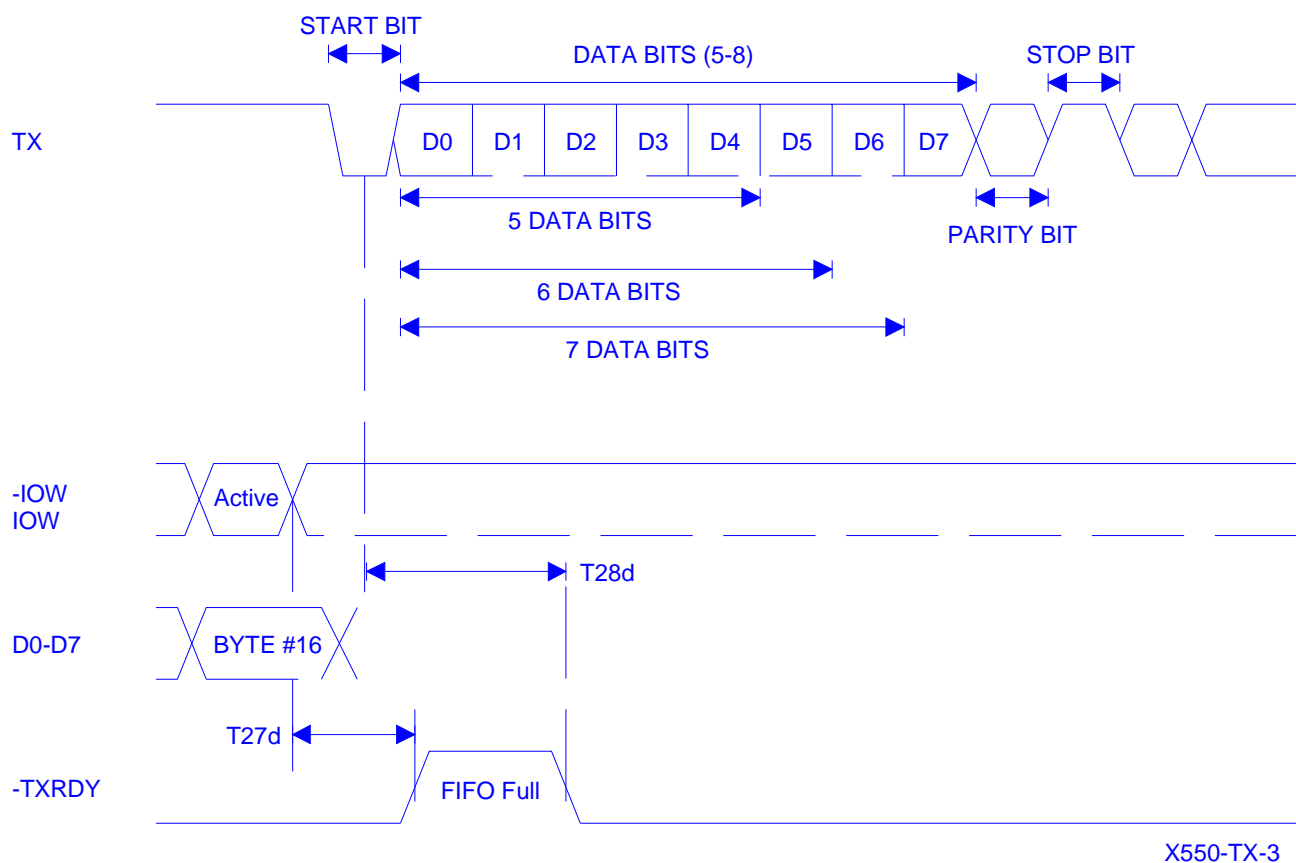 START BIT
DATA BITS (5-8)
STOP BIT
TX
D0 D1 D2 D3 D4 D5 D6 D7
5 DATA BITS
PARITY BIT
6 DATA BITS
7 DATA BITS
-IOW
IOW
Active
T28d
D0-D7
BYTE #16
T27d
-TXRDY
FIFO Full
X550-TX-3